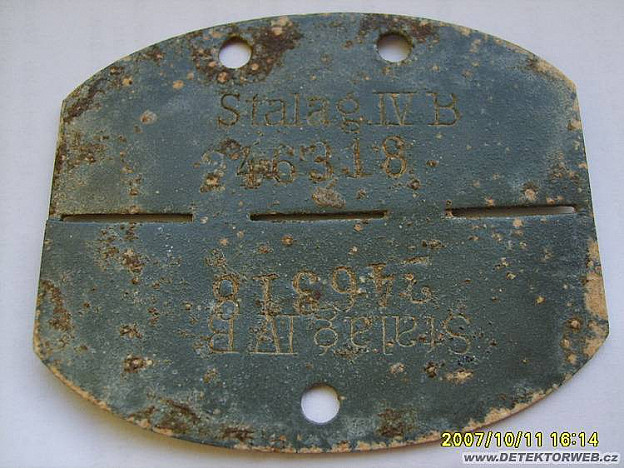 Stalag IV B
246318
246318
Stalag IV B
2007/10/11 16:14
www.DETEKTORWEB.cz